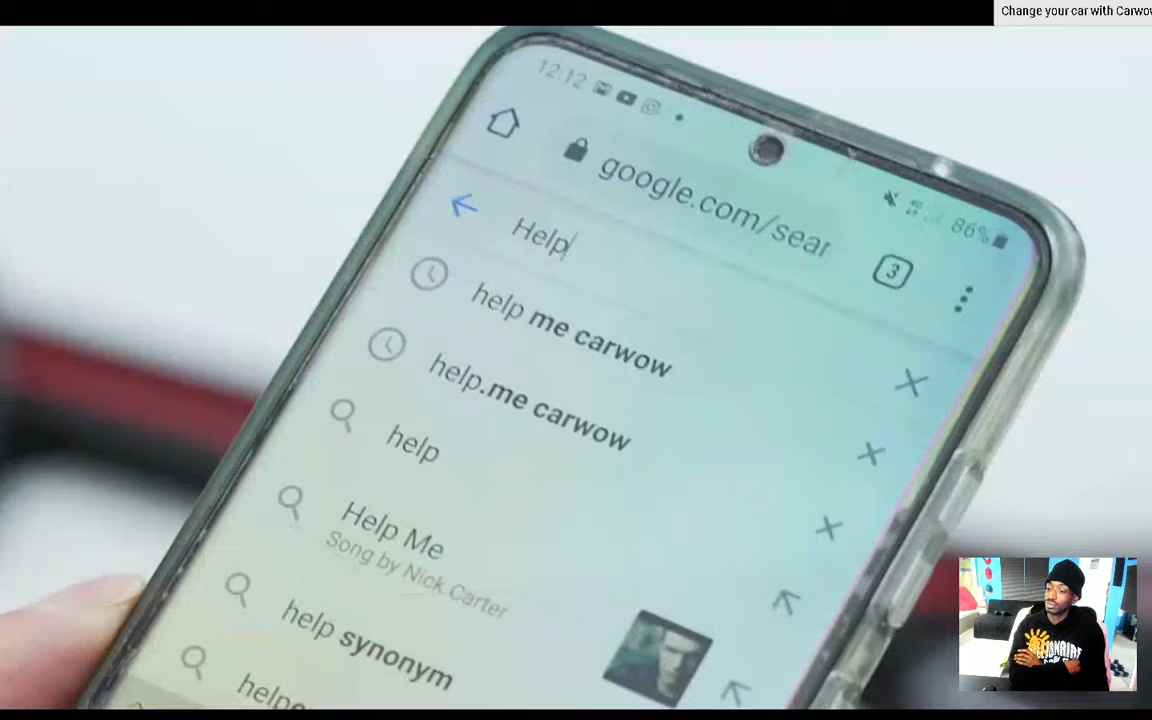 Change your car with Carwow
12:12
86%
google.com/sear
3
Help
help me carwow
help.me carwow
help
Help Me
Song by Nick Carter
help synonym